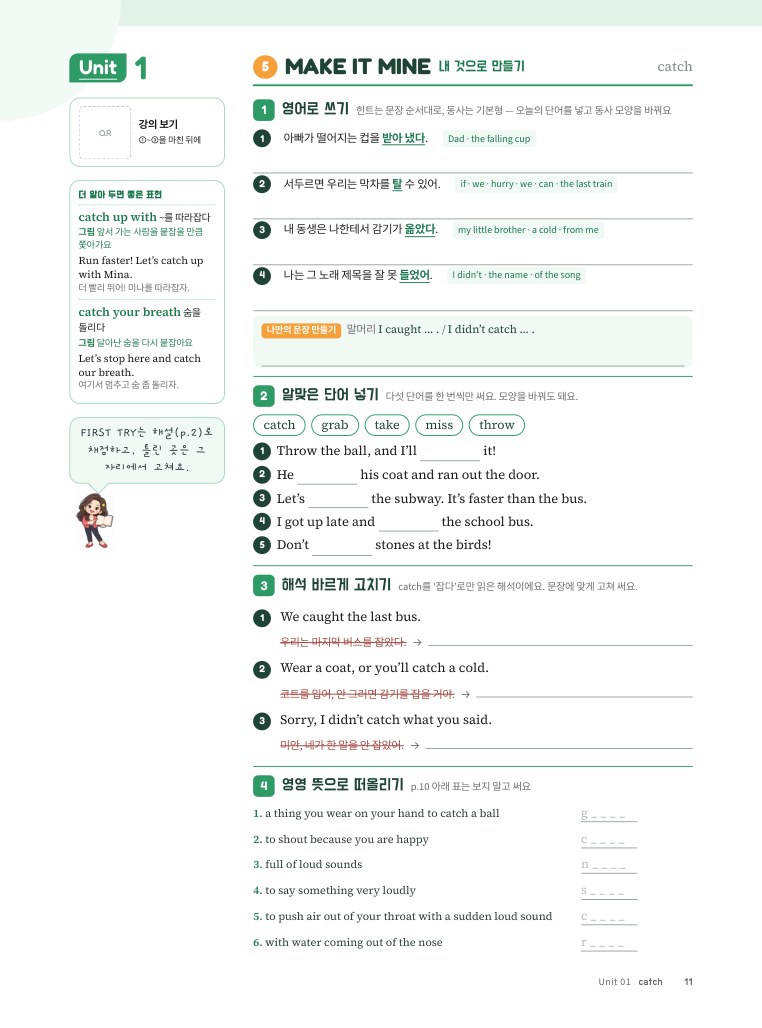 Unit 1
QR
강의 보기
①~③을 마친 뒤에
더 알아 두면 좋은 표현
catch up with ~를 따라잡다
그림 앞서 가는 사람을 붙잡을 만큼
쫓아가요
Run faster! Let’s catch up
with Mina.
더 빨리 뛰어! 미나를 따라잡자.
catch your breath 숨을
돌리다
그림 달아난 숨을 다시 붙잡아요
Let’s stop here and catch
our breath.
여기서 멈추고 숨 좀 돌리자.
FIRST TRY는 해설(p.2)로
채점하고, 틀린 곳은 그
자리에서 고쳐요.
5 MAKE IT MINE 내 것으로 만들기 catch
1 영어로 쓰기 힌트는 문장 순서대로, 동사는 기본형 — 오늘의 단어를 넣고 동사 모양을 바꿔요
1 아빠가 떨어지는 컵을 받아 냈다. Dad · the falling cup
2 서두르면 우리는 막차를 탈 수 있어. if · we · hurry · we · can · the last train
3 내 동생은 나한테서 감기가 옮았다. my little brother · a cold · from me
4 나는 그 노래 제목을 잘 못 들었어. I didn’t · the name · of the song
나만의 문장 만들기 말머리 I caught ... . / I didn’t catch ... .
2 알맞은 단어 넣기 다섯 단어를 한 번씩만 써요. 모양을 바꿔도 돼요.
catch grab take miss throw
1 Throw the ball, and I’ll ________ it!
2 He ________ his coat and ran out the door.
3 Let’s ________ the subway. It’s faster than the bus.
4 I got up late and ________ the school bus.
5 Don’t ________ stones at the birds!
3 해석 바르게 고치기 catch를 ‘잡다’로만 읽은 해석이에요. 문장에 맞게 고쳐 써요.
1 We caught the last bus.
우리는 마지막 버스를 잡았다. →
2 Wear a coat, or you’ll catch a cold.
코트를 입어, 안 그러면 감기를 잡을 거야. →
3 Sorry, I didn’t catch what you said.
미안, 네가 한 말을 안 잡았어. →
4 영영 뜻으로 떠올리기 p.10 아래 표는 보지 말고 써요
1. a thing you wear on your hand to catch a ball g _ _ _ _
2. to shout because you are happy c _ _ _ _
3. full of loud sounds n _ _ _ _
4. to say something very loudly s _ _ _ _
5. to push air out of your throat with a sudden loud sound c _ _ _ _
6. with water coming out of the nose r _ _ _ _
Unit 01 catch 11